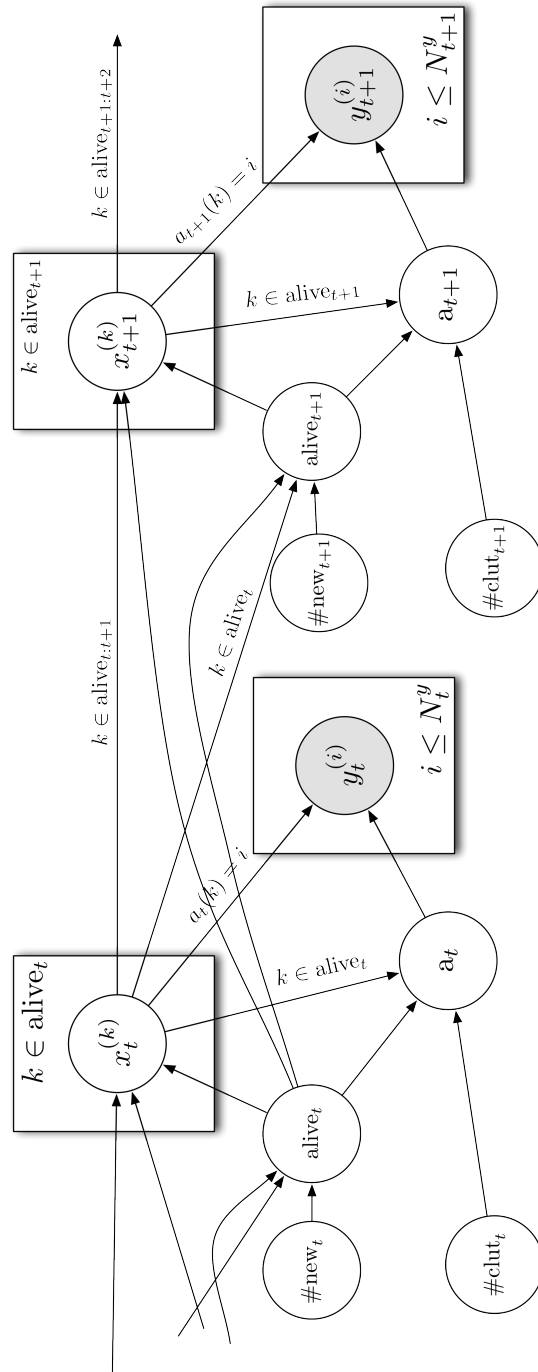 k ∈ alive_t
x_t^{(k)}
k ∈ alive_{t:t+1}
k ∈ alive_{t+1}
x_{t+1}^{(k)}
k ∈ alive_{t+1:t+2}
#new_t
alive_t
a_t(k) = i
y_t^{(i)}
i ≤ N_t^y
k ∈ alive_t
k ∈ alive_t
#new_{t+1}
alive_{t+1}
a_{t+1}(k) = i
y_{t+1}^{(i)}
i ≤ N_{t+1}^y
k ∈ alive_{t+1}
#clut_t
a_t
#clut_{t+1}
a_{t+1}